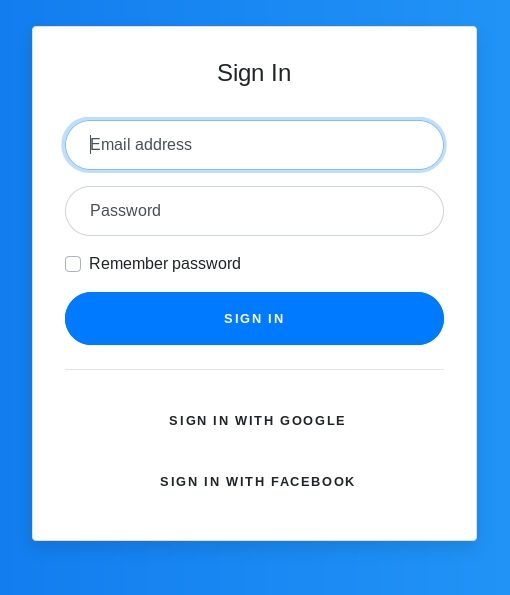 Sign In
Email address
Password
Remember password
SIGN IN
SIGN IN WITH GOOGLE
SIGN IN WITH FACEBOOK